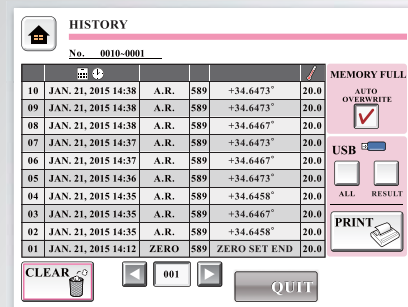 HISTORY
No. 0010~0001
10 JAN. 21, 2015 14:38 A.R. 589 +34.6473° 20.0
09 JAN. 21, 2015 14:38 A.R. 589 +34.6473° 20.0
08 JAN. 21, 2015 14:38 A.R. 589 +34.6467° 20.0
07 JAN. 21, 2015 14:37 A.R. 589 +34.6473° 20.0
06 JAN. 21, 2015 14:37 A.R. 589 +34.6467° 20.0
05 JAN. 21, 2015 14:36 A.R. 589 +34.6473° 20.0
04 JAN. 21, 2015 14:35 A.R. 589 +34.6458° 20.0
03 JAN. 21, 2015 14:35 A.R. 589 +34.6467° 20.0
02 JAN. 21, 2015 14:35 A.R. 589 +34.6458° 20.0
01 JAN. 21, 2015 14:12 ZERO 589 ZERO SET END 20.0
MEMORY FULL
AUTO
OVERWRITE
USB
ALL RESULT
PRINT
CLEAR
001
QUIT